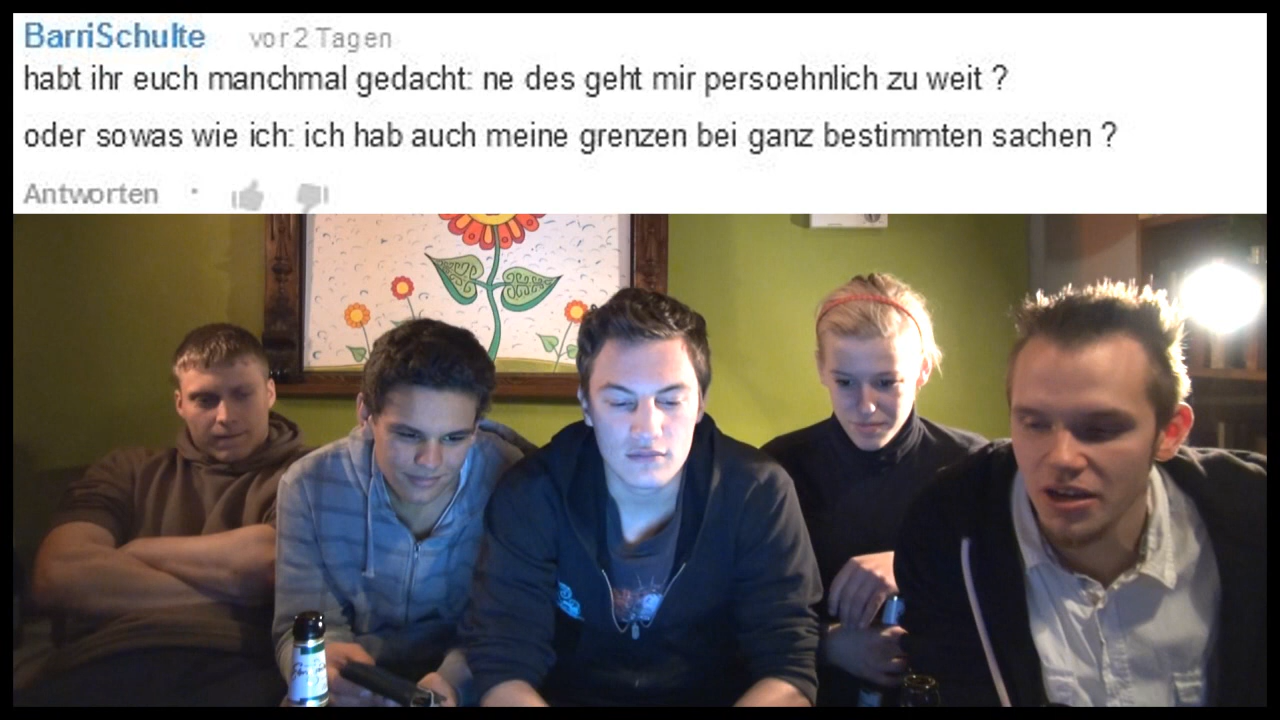 BarriSchulte vor 2 Tagen
habt ihr euch manchmal gedacht: ne des geht mir persoehnlich zu weit ?
oder sowas wie ich: ich hab auch meine grenzen bei ganz bestimmten sachen ?
Antworten ·